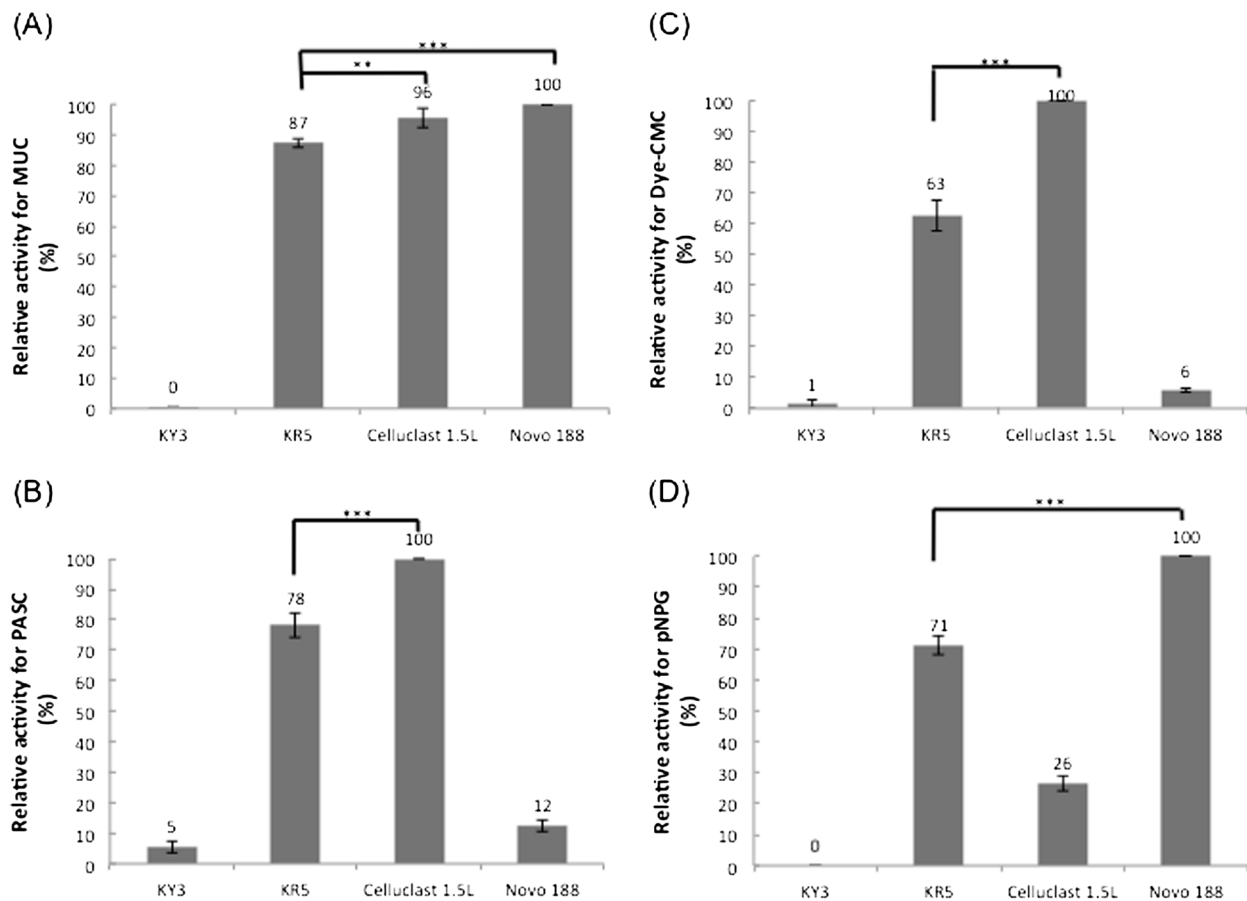 (A)
***
**
Relative activity for MUC
(%)
100
90
80
70
60
50
40
30
20
10
0
0
87
96
100
KY3
KR5
Celluclast 1.5L
Novo 188
(C)
***
Relative activity for Dye-CMC
(%)
100
90
80
70
60
50
40
30
20
10
0
1
63
100
6
KY3
KR5
Celluclast 1.5L
Novo 188
(B)
***
Relative activity for PASC
(%)
100
90
80
70
60
50
40
30
20
10
0
5
78
100
12
KY3
KR5
Celluclast 1.5L
Novo 188
(D)
***
Relative activity for pNPG
(%)
100
90
80
70
60
50
40
30
20
10
0
0
71
26
100
KY3
KR5
Celluclast 1.5L
Novo 188